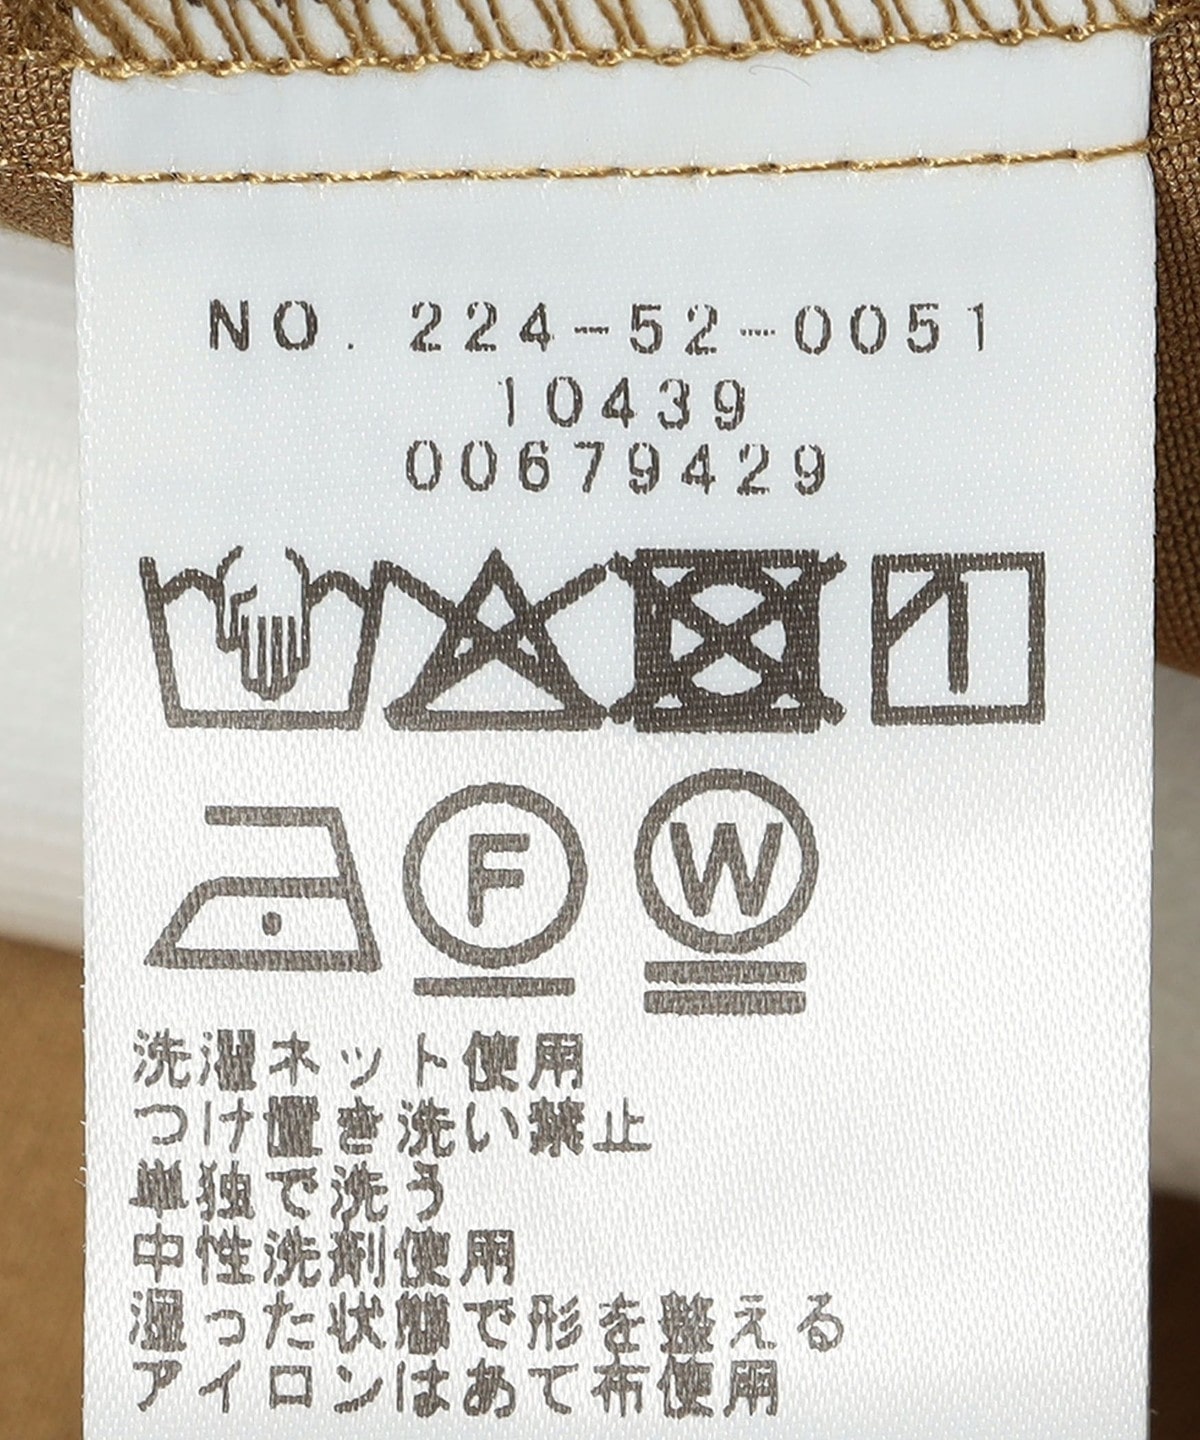 NO. 224-52-0051
10439
00679429
F
W
洗濯ネット使用
つけ置き洗い禁止
単独で洗う
中性洗剤使用
湿った状態で形を整える
アイロンはあて布使用